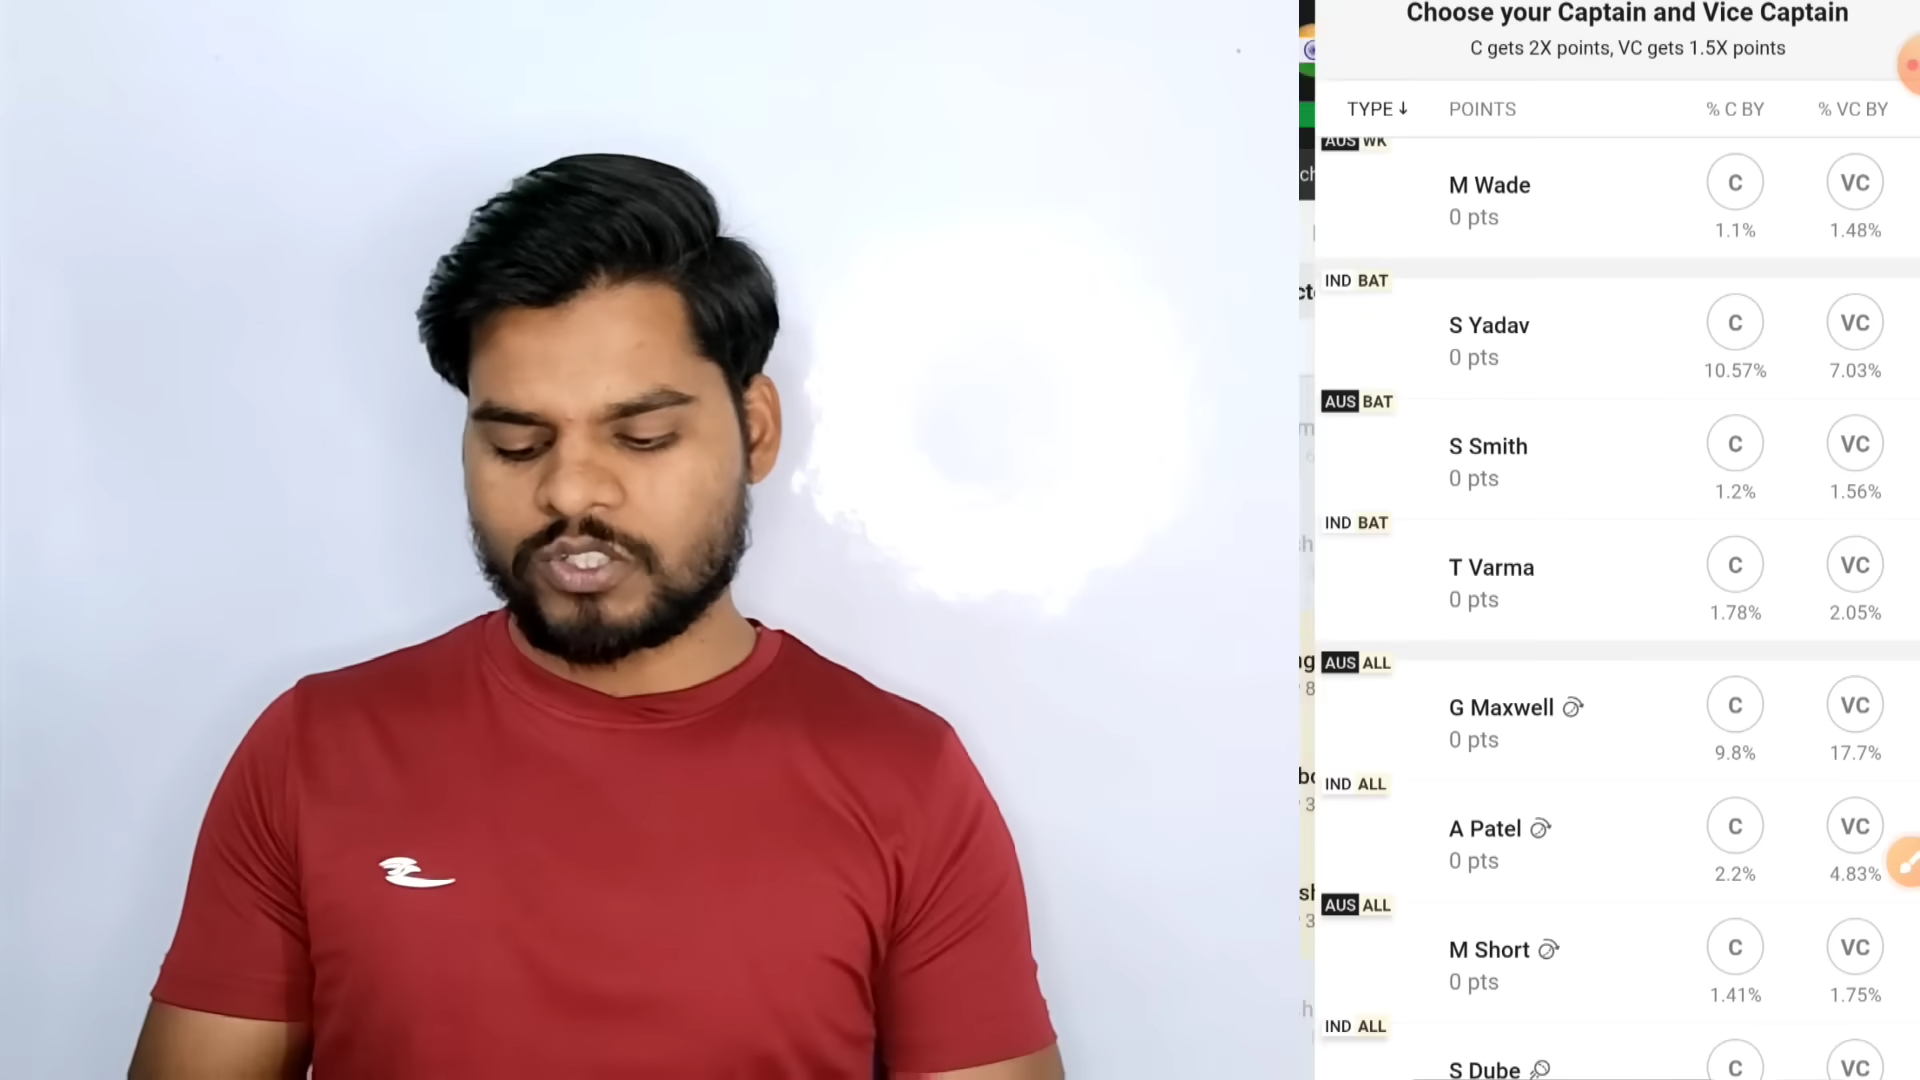 Choose your Captain and Vice Captain
C gets 2X points, VC gets 1.5X points
TYPE↓ POINTS % C BY % VC BY
AUS WK
M Wade
0 pts
C VC
1.1% 1.48%
IND BAT
S Yadav
0 pts
C VC
10.57% 7.03%
AUS BAT
S Smith
0 pts
C VC
1.2% 1.56%
IND BAT
T Varma
0 pts
C VC
1.78% 2.05%
AUS ALL
G Maxwell
0 pts
C VC
9.8% 17.7%
IND ALL
A Patel
0 pts
C VC
2.2% 4.83%
AUS ALL
M Short
0 pts
C VC
1.41% 1.75%
IND ALL
S Dube
C VC